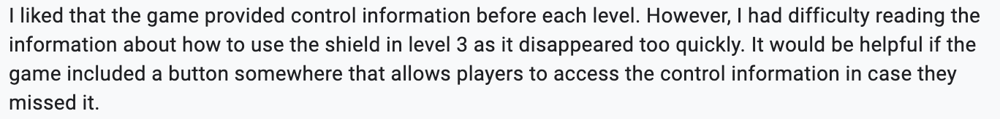 I liked that the game provided control information before each level. However, I had difficulty reading the
information about how to use the shield in level 3 as it disappeared too quickly. It would be helpful if the
game included a button somewhere that allows players to access the control information in case they
missed it.